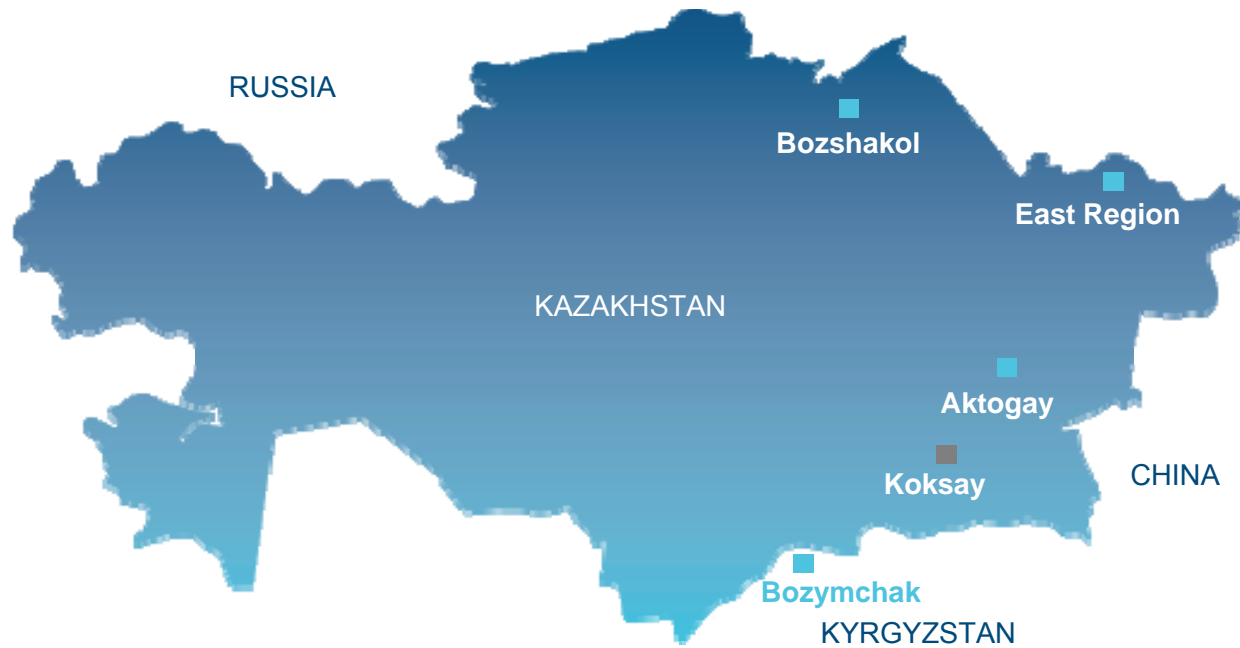 RUSSIA
Bozshakol
East Region
KAZAKHSTAN
Aktogay
Koksay
CHINA
Bozymchak
KYRGYZSTAN